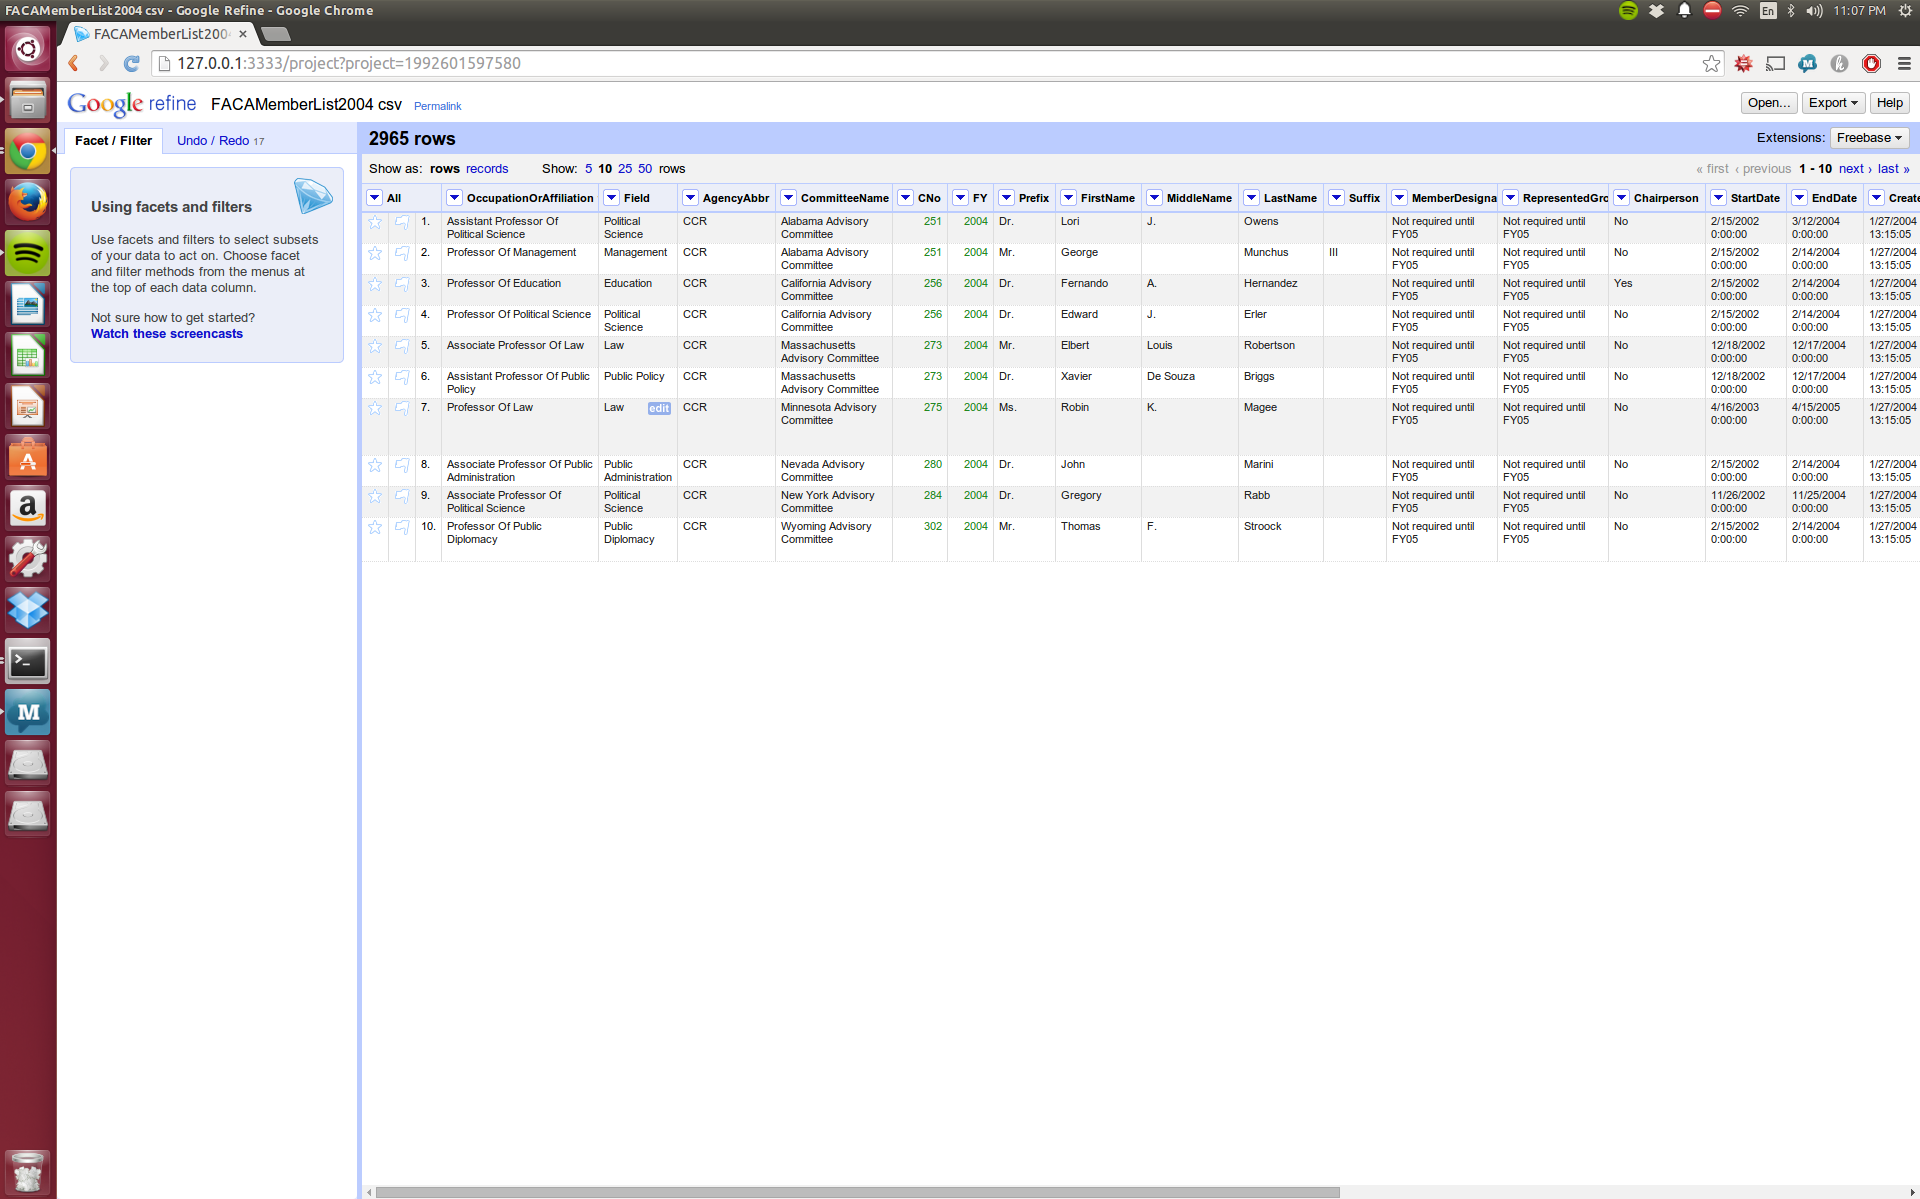 FACAMemberList2004 csv - Google Refine - Google Chrome
En
11:07 PM
FACAMemberList200
127.0.0.1:3333/project?project=1992601597580
Google refine FACAMemberList2004 csv Permalink
Open... Export Help
Facet / Filter Undo / Redo 17
2965 rows
Extensions: Freebase
Show as: rows records Show: 5 10 25 50 rows
« first ‹ previous 1 - 10 next › last »
Using facets and filters
Use facets and filters to select subsets
of your data to act on. Choose facet
and filter methods from the menus at
the top of each data column.
Not sure how to get started?
Watch these screencasts
All OccupationOrAffiliation Field AgencyAbbr CommitteeName CNo FY Prefix FirstName MiddleName LastName Suffix MemberDesigna RepresentedGro Chairperson StartDate EndDate Create
1. Assistant Professor Of Political CCR Alabama Advisory 251 2004 Dr. Lori J. Owens Not required until Not required until No 2/15/2002 3/12/2004 1/27/2004
Political Science Science Committee FY05 FY05 0:00:00 0:00:00 13:15:05
2. Professor Of Management Management CCR Alabama Advisory 251 2004 Mr. George Munchus III Not required until Not required until No 2/15/2002 2/14/2004 1/27/2004
Committee FY05 FY05 0:00:00 0:00:00 13:15:05
3. Professor Of Education Education CCR California Advisory 256 2004 Dr. Fernando A. Hernandez Not required until Not required until Yes 2/15/2002 2/14/2004 1/27/2004
Committee FY05 FY05 0:00:00 0:00:00 13:15:05
4. Professor Of Political Science Political CCR California Advisory 256 2004 Dr. Edward J. Erler Not required until Not required until No 2/15/2002 2/14/2004 1/27/2004
Science Committee FY05 FY05 0:00:00 0:00:00 13:15:05
5. Associate Professor Of Law Law CCR Massachusetts 273 2004 Mr. Elbert Louis Robertson Not required until Not required until No 12/18/2002 12/17/2004 1/27/2004
Advisory Committee FY05 FY05 0:00:00 0:00:00 13:15:05
6. Assistant Professor Of Public Public Policy CCR Massachusetts 273 2004 Dr. Xavier De Souza Briggs Not required until Not required until No 12/18/2002 12/17/2004 1/27/2004
Policy Advisory Committee FY05 FY05 0:00:00 0:00:00 13:15:05
7. Professor Of Law Law edit CCR Minnesota Advisory 275 2004 Ms. Robin K. Magee Not required until Not required until No 4/16/2003 4/15/2005 1/27/2004
Committee FY05 FY05 0:00:00 0:00:00 13:15:05
8. Associate Professor Of Public Public CCR Nevada Advisory 280 2004 Dr. John Marini Not required until Not required until No 2/15/2002 2/14/2004 1/27/2004
Administration Administration Committee FY05 FY05 0:00:00 0:00:00 13:15:05
9. Associate Professor Of Political CCR New York Advisory 284 2004 Dr. Gregory Rabb Not required until Not required until No 11/26/2002 11/25/2004 1/27/2004
Political Science Science Committee FY05 FY05 0:00:00 0:00:00 13:15:05
10. Professor Of Public Public CCR Wyoming Advisory 302 2004 Mr. Thomas F. Stroock Not required until Not required until No 2/15/2002 2/14/2004 1/27/2004
Diplomacy Diplomacy Committee FY05 FY05 0:00:00 0:00:00 13:15:05